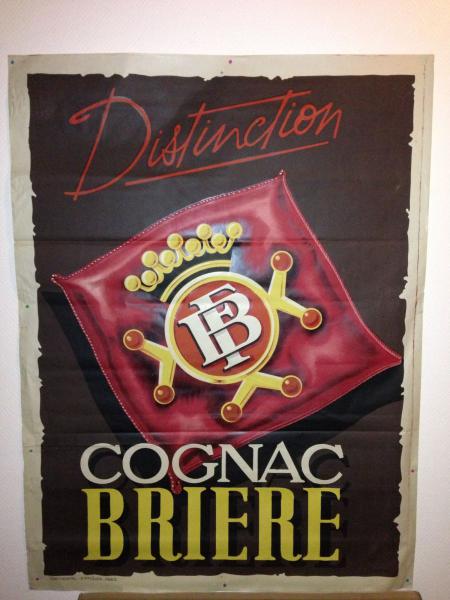 Distinction
FB
COGNAC
BRIERE